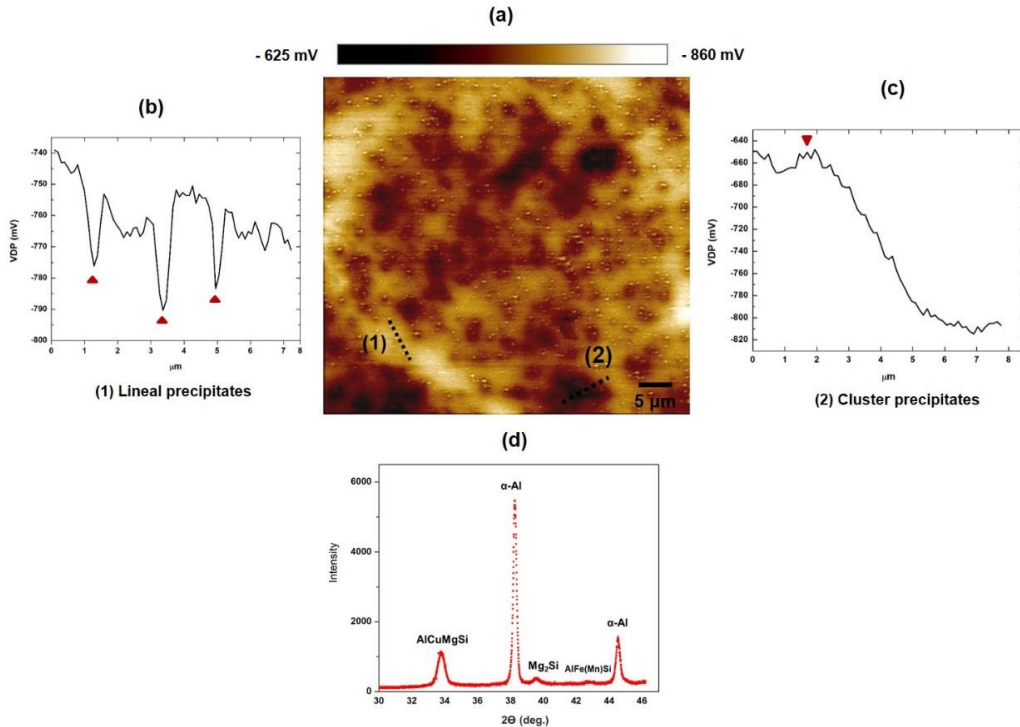 (a)
- 625 mV
- 860 mV
(b)
-740
-750
-760
-770
-780
-790
-800
VDP (mV)
0 1 2 3 4 5 6 7 8
μm
(1) Lineal precipitates
(1)
(2)
5 μm
(c)
-640
-660
-680
-700
-720
-740
-760
-780
-800
-820
VDP (mV)
0 1 2 3 4 5 6 7 8
μm
(2) Cluster precipitates
(d)
6000
4000
2000
0
Intensity
α-Al
α-Al
AlCuMgSi
Mg₂Si
AlFe(Mn)Si
30 32 34 36 38 40 42 44 46
2Θ (deg.)